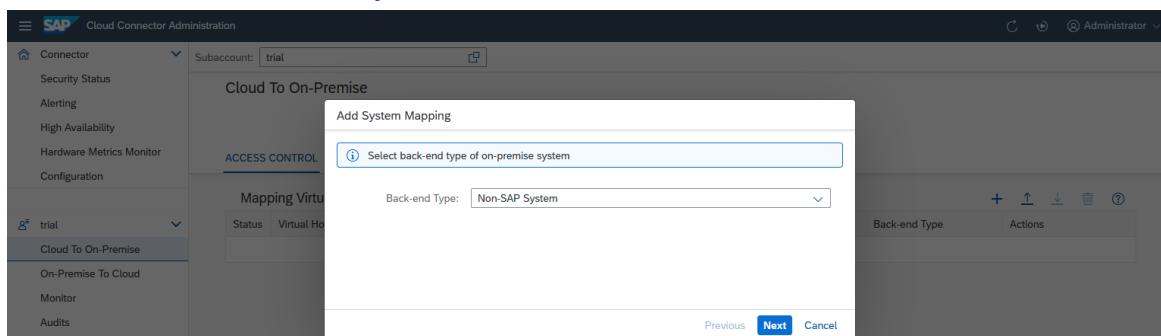 SAP Cloud Connector Administration
Administrator
Connector
Security Status
Alerting
High Availability
Hardware Metrics Monitor
Configuration
trial
Cloud To On-Premise
On-Premise To Cloud
Monitor
Audits
Subaccount: trial
Cloud To On-Premise
ACCESS CONTROL
Mapping Virtu
Status Virtual Ho
Back-end Type Actions
Add System Mapping
Select back-end type of on-premise system
Back-end Type: Non-SAP System
Previous Next Cancel